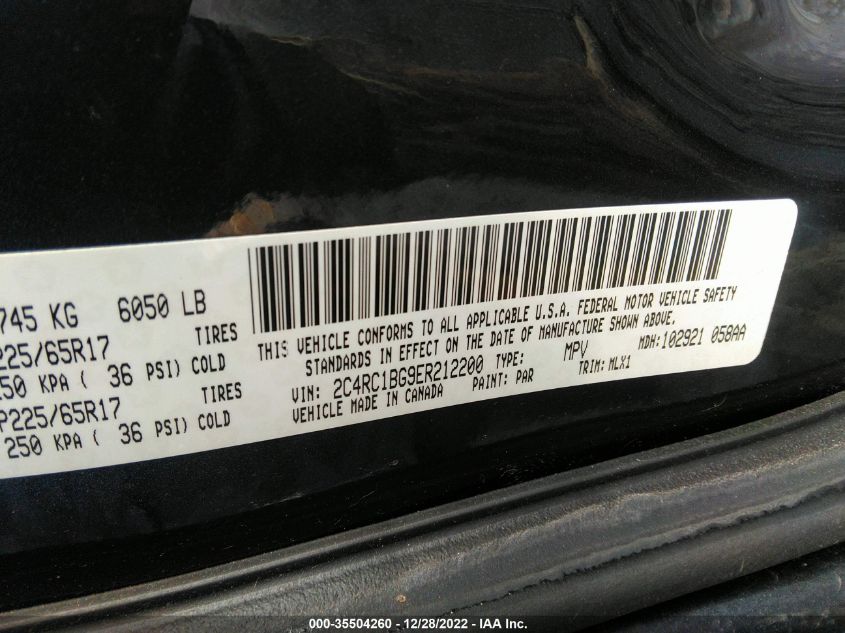 745 KG 6050 LB
225/65R17 TIRES
250 KPA ( 36 PSI) COLD
P225/65R17 TIRES
250 KPA ( 36 PSI) COLD
THIS VEHICLE CONFORMS TO ALL APPLICABLE U.S.A. FEDERAL MOTOR VEHICLE SAFETY
STANDARDS IN EFFECT ON THE DATE OF MANUFACTURE SHOWN ABOVE.
VIN: 2C4RC1BG9ER212200 TYPE: MPV MDH:102921 058AA
VEHICLE MADE IN CANADA PAINT: PAR TRIM: MLX1
000-35504260 - 12/28/2022 - IAA Inc.